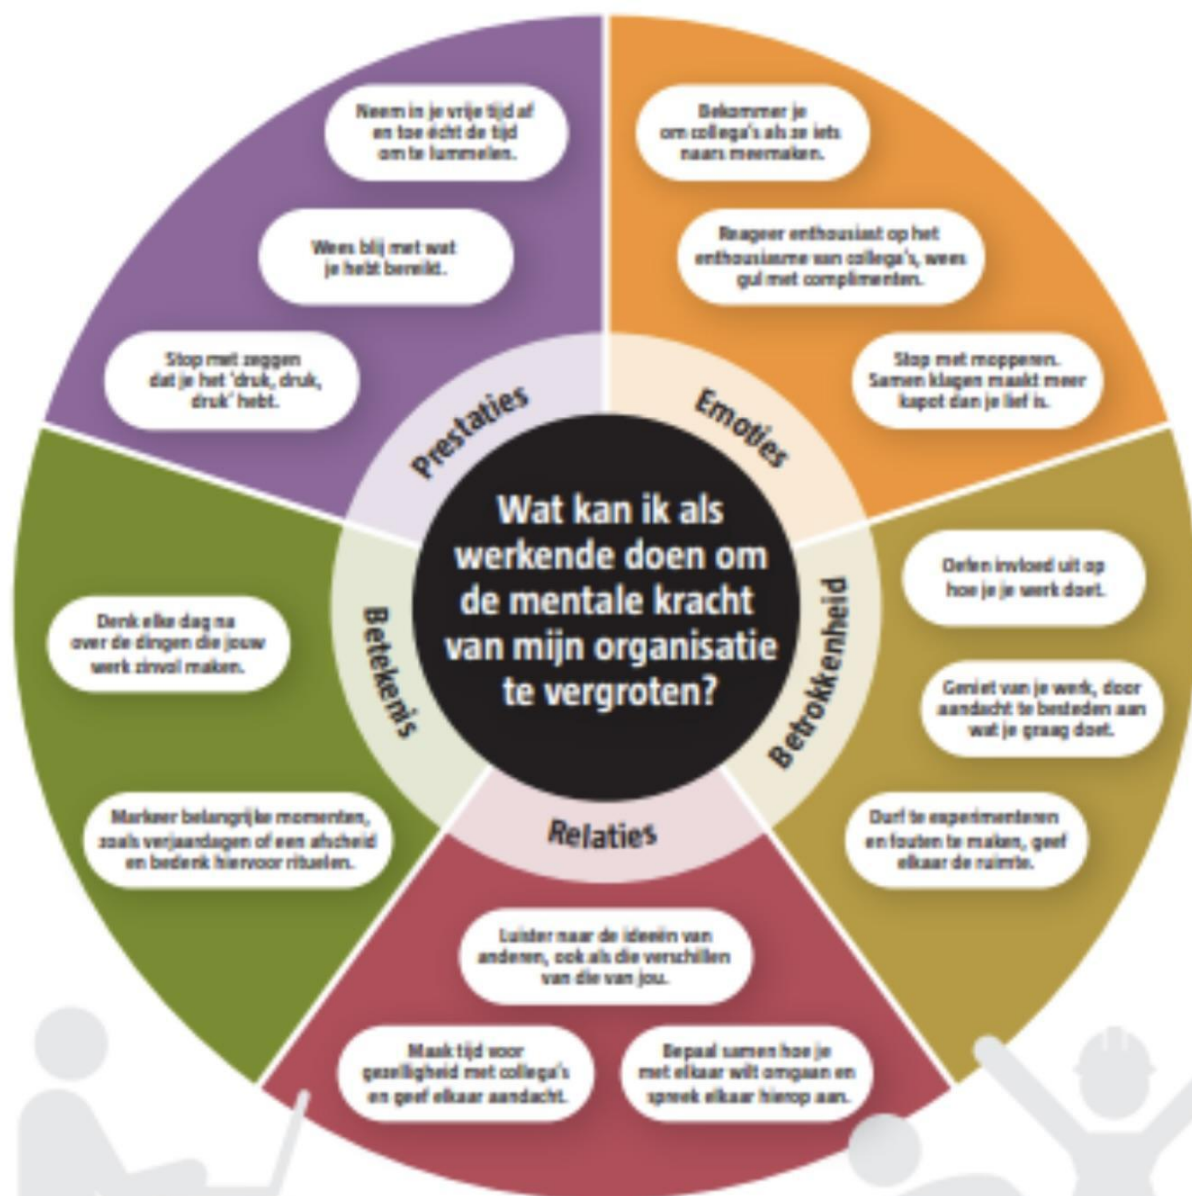 Neem in je vrije tijd af
en toe écht de tijd
om te lummelen.
Wees blij met wat
je hebt bereikt.
Stop met zeggen
dat je het 'druk, druk,
druk' hebt.
Prestaties
Bekommer je
om collega's als ze iets
naars meemaken.
Reageer enthousiast op het
enthousiasme van collega's, wees
gul met complimenten.
Stop met mopperen.
Samen klagen maakt meer
kapot dan je lief is.
Emoties
Wat kan ik als
werkende doen om
de mentale kracht
van mijn organisatie
te vergroten?
Oefen invloed uit op
hoe je je werk doet.
Geniet van je werk, door
aandacht te besteden aan
wat je graag doet.
Durf te experimenteren
en fouten te maken, geef
elkaar de ruimte.
Betrokkenheid
Denk elke dag na
over de dingen die jouw
werk zinvol maken.
Markeer belangrijke momenten,
zoals verjaardagen of een afscheid
en bedenk hiervoor rituelen.
Betekenis
Relaties
Luister naar de ideeën van
anderen, ook als die verschillen
van die van jou.
Maak tijd voor
gezelligheid met collega's
en geef elkaar aandacht.
Bepaal samen hoe je
met elkaar wilt omgaan en
spreek elkaar hierop aan.